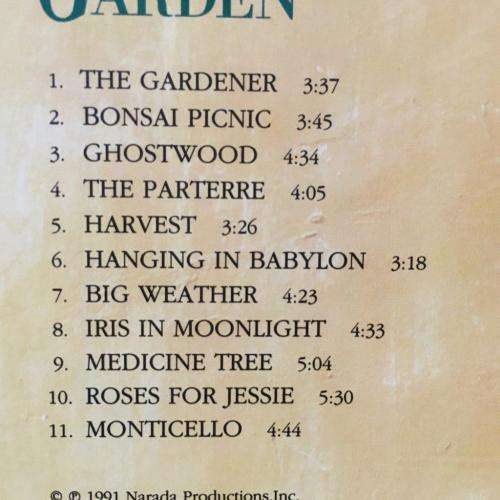 GARDEN
1. THE GARDENER 3:37
2. BONSAI PICNIC 3:45
3. GHOSTWOOD 4:34
4. THE PARTERRE 4:05
5. HARVEST 3:26
6. HANGING IN BABYLON 3:18
7. BIG WEATHER 4:23
8. IRIS IN MOONLIGHT 4:33
9. MEDICINE TREE 5:04
10. ROSES FOR JESSIE 5:30
11. MONTICELLO 4:44
© ℗ 1991 Narada Productions Inc.